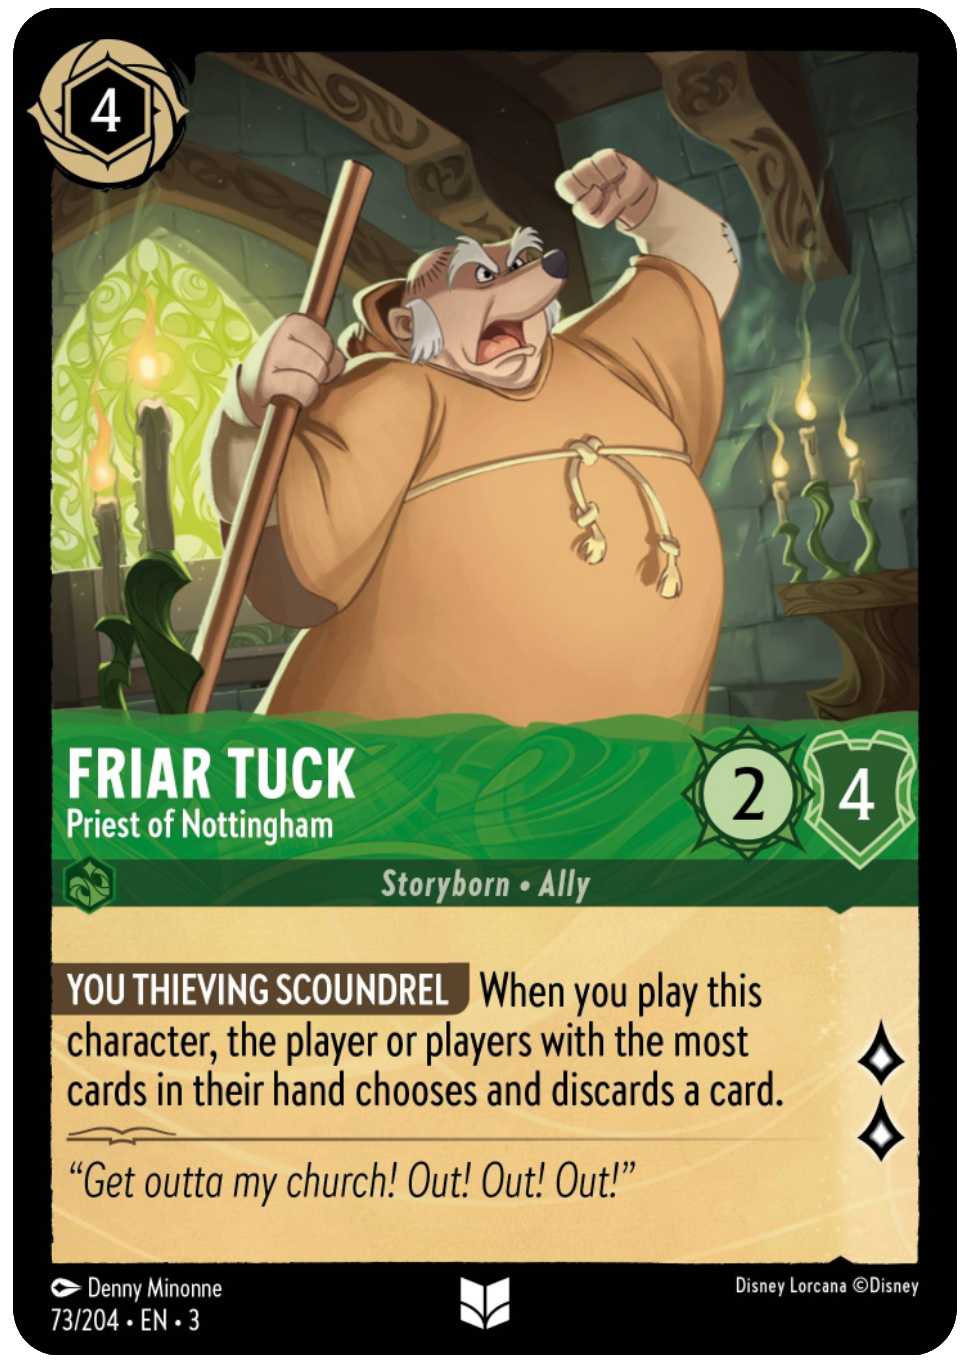 4
FRIAR TUCK
Priest of Nottingham
2
4
Storyborn • Ally
YOU THIEVING SCOUNDREL When you play this
character, the player or players with the most
cards in their hand chooses and discards a card.
“Get outta my church! Out! Out! Out!”
Denny Minonne
73/204 • EN • 3
Disney Lorcana ©Disney